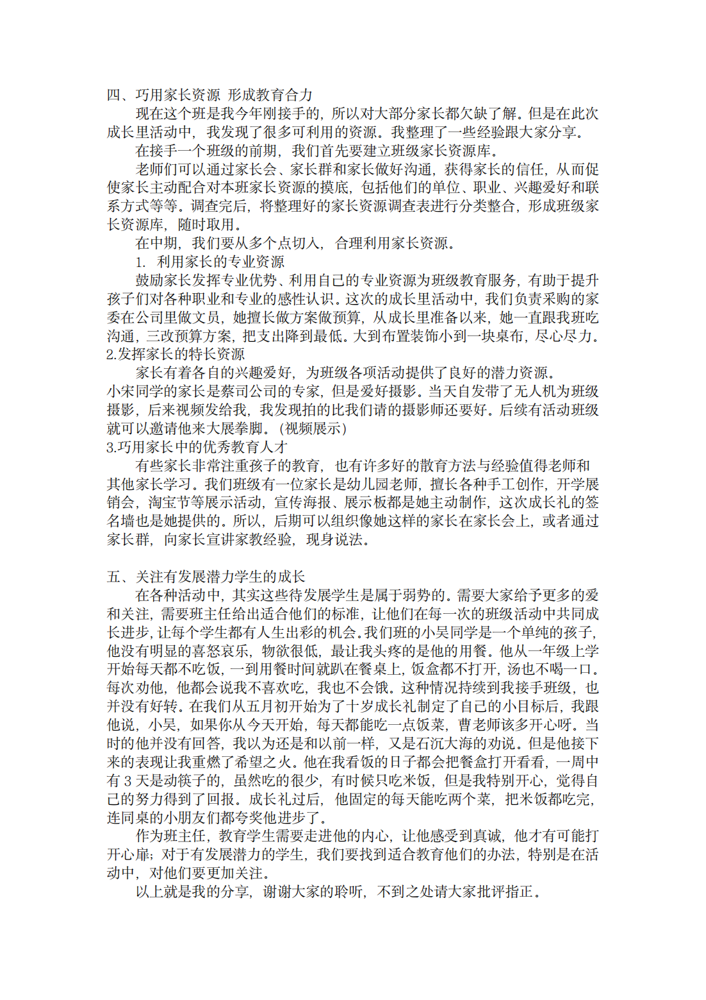 四、巧用家长资源 形成教育合力
现在这个班是我今年刚接手的，所以对大部分家长都欠缺了解。但是在此次
成长里活动中，我发现了很多可利用的资源。我整理了一些经验跟大家分享。
在接手一个班级的前期，我们首先要建立班级家长资源库。
老师们可以通过家长会、家长群和家长做好沟通，获得家长的信任，从而促
使家长主动配合对本班家长资源的摸底，包括他们的单位、职业、兴趣爱好和联
系方式等等。调查完后，将整理好的家长资源调查表进行分类整合，形成班级家
长资源库，随时取用。
在中期，我们要从多个点切入，合理利用家长资源。
1. 利用家长的专业资源
鼓励家长发挥专业优势、利用自己的专业资源为班级教育服务，有助于提升
孩子们对各种职业和专业的感性认识。这次的成长里活动中，我们负责采购的家
委在公司里做文员，她擅长做方案做预算，从成长里准备以来，她一直跟我班吃
沟通，三改预算方案，把支出降到最低。大到布置装饰小到一块桌布，尽心尽力。
2.发挥家长的特长资源
家长有着各自的兴趣爱好，为班级各项活动提供了良好的潜力资源。
小宋同学的家长是蔡司公司的专家，但是爱好摄影。当天自发带了无人机为班级
摄影，后来视频发给我，我发现拍的比我们请的摄影师还要好。后续有活动班级
就可以邀请他来大展拳脚。（视频展示）
3.巧用家长中的优秀教育人才
有些家长非常注重孩子的教育，也有许多好的散育方法与经验值得老师和
其他家长学习。我们班级有一位家长是幼儿园老师，擅长各种手工创作，开学展
销会，淘宝节等展示活动，宣传海报、展示板都是她主动制作，这次成长礼的签
名墙也是她提供的。所以，后期可以组织像她这样的家长在家长会上，或者通过
家长群，向家长宣讲家教经验，现身说法。
五、关注有发展潜力学生的成长
在各种活动中，其实这些待发展学生是属于弱势的。需要大家给予更多的爱
和关注，需要班主任给出适合他们的标准，让他们在每一次的班级活动中共同成
长进步，让每个学生都有人生出彩的机会。我们班的小吴同学是一个单纯的孩子，
他没有明显的喜怒哀乐，物欲很低，最让我头疼的是他的用餐。他从一年级上学
开始每天都不吃饭，一到用餐时间就趴在餐桌上，饭盒都不打开，汤也不喝一口。
每次劝他，他都会说我不喜欢吃，我也不会饿。这种情况持续到我接手班级，也
并没有好转。在我们从五月初开始为了十岁成长礼制定了自己的小目标后，我跟
他说，小吴，如果你从今天开始，每天都能吃一点饭菜，曹老师该多开心呀。当
时的他并没有回答，我以为还是和以前一样，又是石沉大海的劝说。但是他接下
来的表现让我重燃了希望之火。他在我看饭的日子都会把餐盒打开看看，一周中
有 3 天是动筷子的，虽然吃的很少，有时候只吃米饭，但是我特别开心，觉得自
己的努力得到了回报。成长礼过后，他固定的每天能吃两个菜，把米饭都吃完，
连同桌的小朋友们都夸奖他进步了。
作为班主任，教育学生需要走进他的内心，让他感受到真诚，他才有可能打
开心扉；对于有发展潜力的学生，我们要找到适合教育他们的办法，特别是在活
动中，对他们要更加关注。
以上就是我的分享，谢谢大家的聆听，不到之处请大家批评指正。